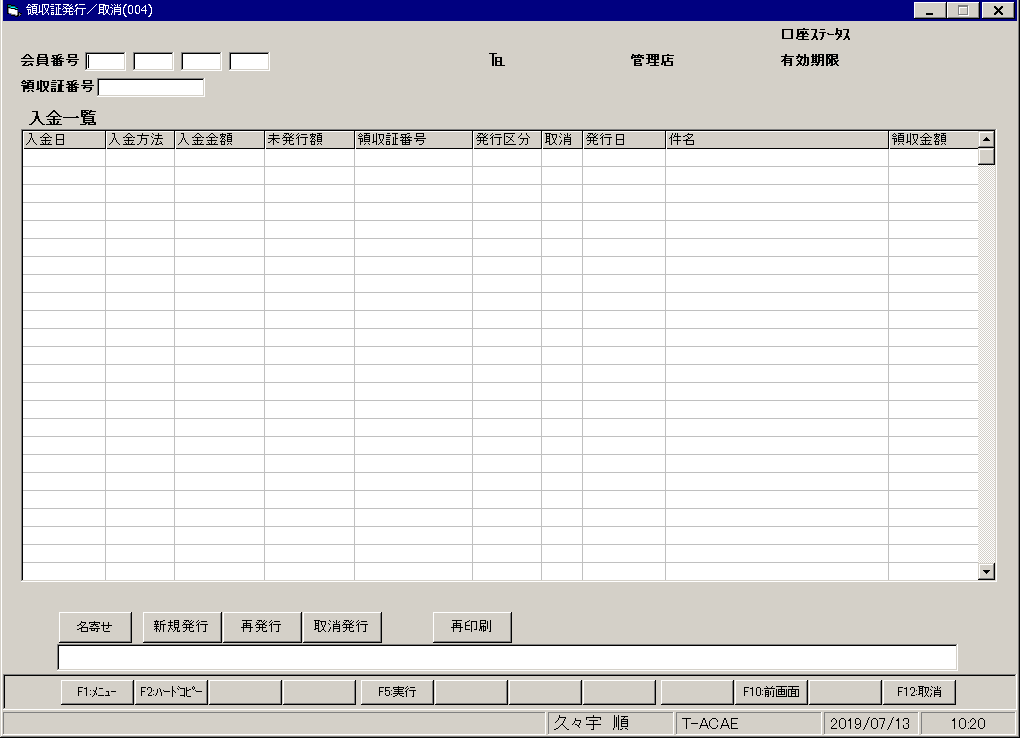 領収証発行／取消(004)
口座ｽﾃｰﾀｽ
会員番号 ℡ 管理店 有効期限
領収証番号
入金一覧
入金日 入金方法 入金金額 未発行額 領収証番号 発行区分 取消 発行日 件名 領収金額
名寄せ 新規発行 再発行 取消発行 再印刷
F1:ﾒﾆｭｰ F2:ﾊｰﾄﾞｺﾋﾟｰ F5:実行 F10:前画面 F12:取消
久々宇 順 T-ACAE 2019/07/13 10:20